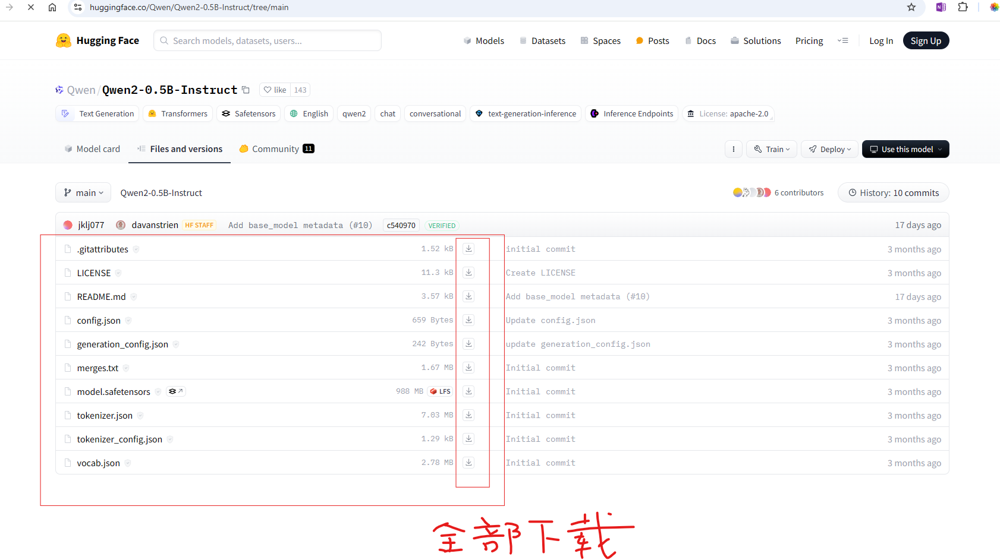 huggingface.co/Qwen/Qwen2-0.5B-Instruct/tree/main
Hugging Face
Search models, datasets, users...
Models
Datasets
Spaces
Posts
Docs
Solutions
Pricing
Log In
Sign Up
Qwen/Qwen2-0.5B-Instruct
like 143
Text Generation
Transformers
Safetensors
English
qwen2
chat
conversational
text-generation-inference
Inference Endpoints
License: apache-2.0
Model card
Files and versions
Community 11
Train
Deploy
Use this model
main
Qwen2-0.5B-Instruct
6 contributors
History: 10 commits
jklj077 davanstrien HF STAFF Add base_model metadata (#10) c540970 VERIFIED 17 days ago
.gitattributes 1.52 kB initial commit 3 months ago
LICENSE 11.3 kB Create LICENSE 3 months ago
README.md 3.57 kB Add base_model metadata (#10) 17 days ago
config.json 659 Bytes Update config.json 3 months ago
generation_config.json 242 Bytes update generation_config.json 3 months ago
merges.txt 1.67 MB Initial commit 3 months ago
model.safetensors 988 MB LFS Initial commit 3 months ago
tokenizer.json 7.03 MB Initial commit 3 months ago
tokenizer_config.json 1.29 kB Initial commit 3 months ago
vocab.json 2.78 MB Initial commit 3 months ago
全部下载